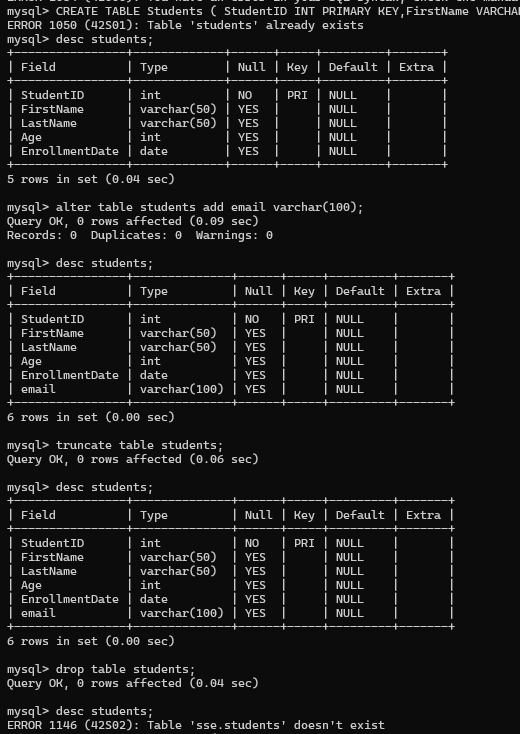 mysql> CREATE TABLE Students ( StudentID INT PRIMARY KEY,FirstName VARCHA
ERROR 1050 (42S01): Table 'students' already exists
mysql> desc students;
+----------------+-------------+------+-----+---------+-------+
| Field          | Type        | Null | Key | Default | Extra |
+----------------+-------------+------+-----+---------+-------+
| StudentID      | int         | NO   | PRI | NULL    |       |
| FirstName      | varchar(50) | YES  |     | NULL    |       |
| LastName       | varchar(50) | YES  |     | NULL    |       |
| Age            | int         | YES  |     | NULL    |       |
| EnrollmentDate | date        | YES  |     | NULL    |       |
+----------------+-------------+------+-----+---------+-------+
5 rows in set (0.04 sec)
mysql> alter table students add email varchar(100);
Query OK, 0 rows affected (0.09 sec)
Records: 0  Duplicates: 0  Warnings: 0
mysql> desc students;
+----------------+--------------+------+-----+---------+-------+
| Field          | Type         | Null | Key | Default | Extra |
+----------------+--------------+------+-----+---------+-------+
| StudentID      | int          | NO   | PRI | NULL    |       |
| FirstName      | varchar(50)  | YES  |     | NULL    |       |
| LastName       | varchar(50)  | YES  |     | NULL    |       |
| Age            | int          | YES  |     | NULL    |       |
| EnrollmentDate | date         | YES  |     | NULL    |       |
| email          | varchar(100) | YES  |     | NULL    |       |
+----------------+--------------+------+-----+---------+-------+
6 rows in set (0.00 sec)
mysql> truncate table students;
Query OK, 0 rows affected (0.06 sec)
mysql> desc students;
+----------------+--------------+------+-----+---------+-------+
| Field          | Type         | Null | Key | Default | Extra |
+----------------+--------------+------+-----+---------+-------+
| StudentID      | int          | NO   | PRI | NULL    |       |
| FirstName      | varchar(50)  | YES  |     | NULL    |       |
| LastName       | varchar(50)  | YES  |     | NULL    |       |
| Age            | int          | YES  |     | NULL    |       |
| EnrollmentDate | date         | YES  |     | NULL    |       |
| email          | varchar(100) | YES  |     | NULL    |       |
+----------------+--------------+------+-----+---------+-------+
6 rows in set (0.00 sec)
mysql> drop table students;
Query OK, 0 rows affected (0.04 sec)
mysql> desc students;
ERROR 1146 (42S02): Table 'sse.students' doesn't exist